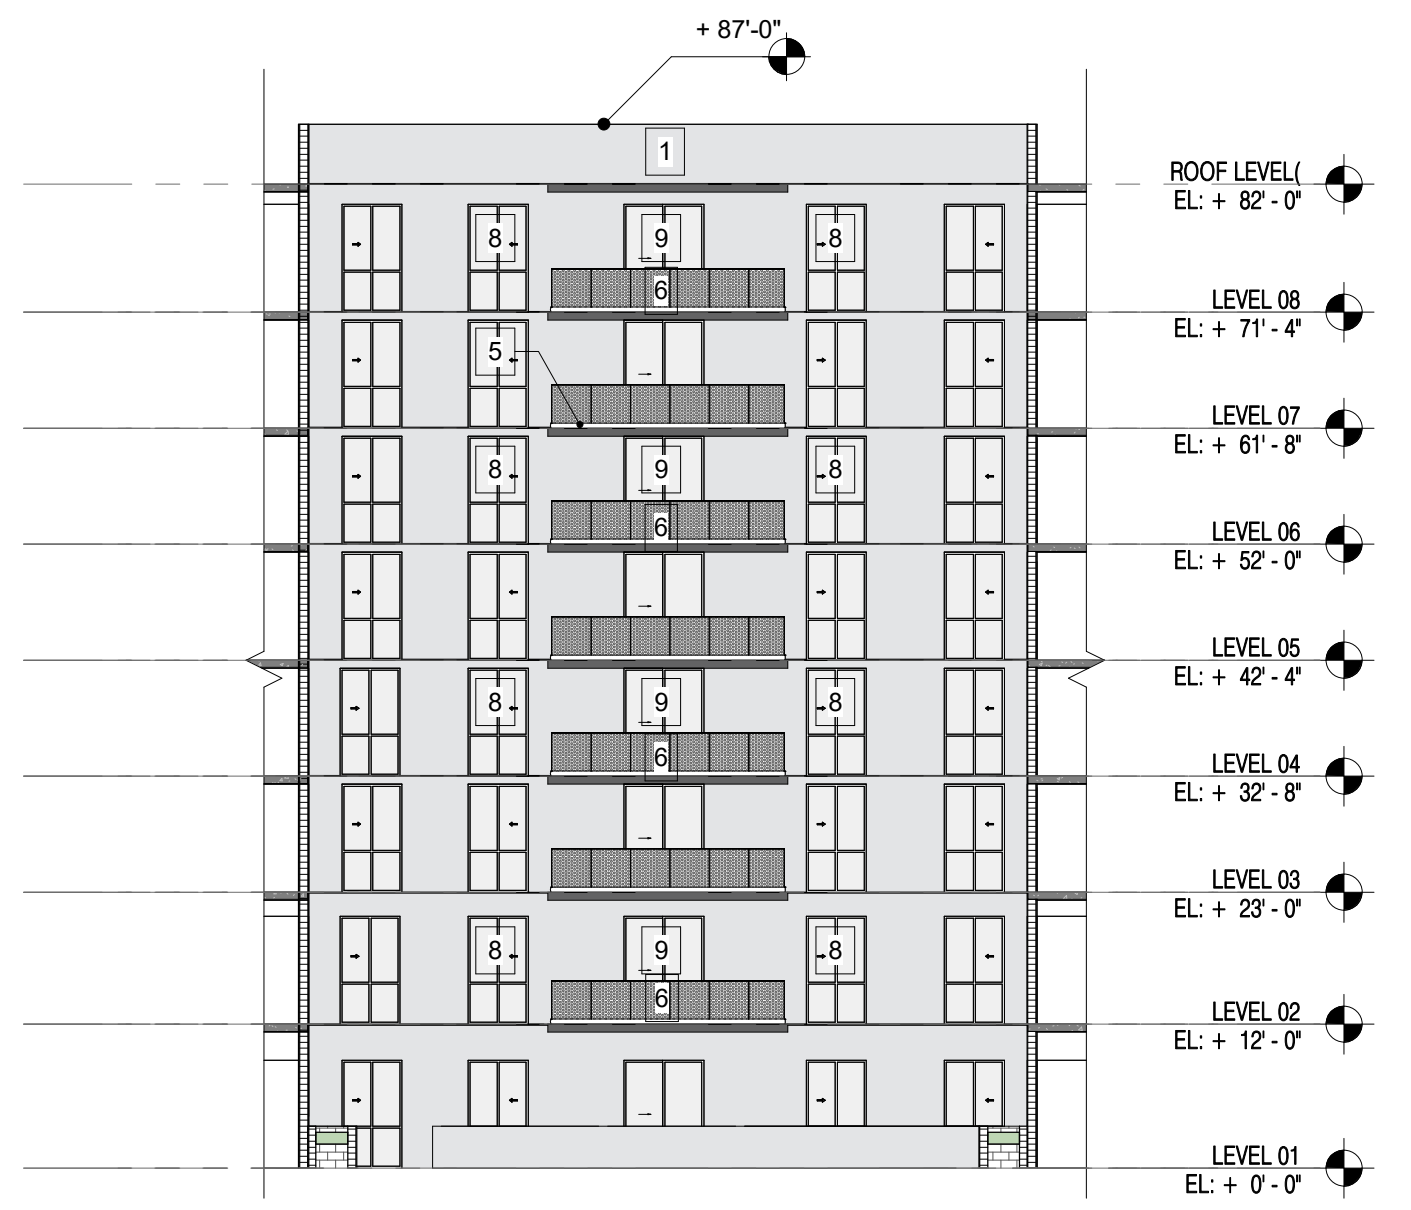 + 87'-0"
1
ROOF LEVEL(
EL: + 82' - 0"
8
9
8
6
LEVEL 08
EL: + 71' - 4"
5
LEVEL 07
EL: + 61' - 8"
8
9
8
6
LEVEL 06
EL: + 52' - 0"
LEVEL 05
EL: + 42' - 4"
8
9
8
6
LEVEL 04
EL: + 32' - 8"
LEVEL 03
EL: + 23' - 0"
8
9
8
6
LEVEL 02
EL: + 12' - 0"
LEVEL 01
EL: + 0' - 0"